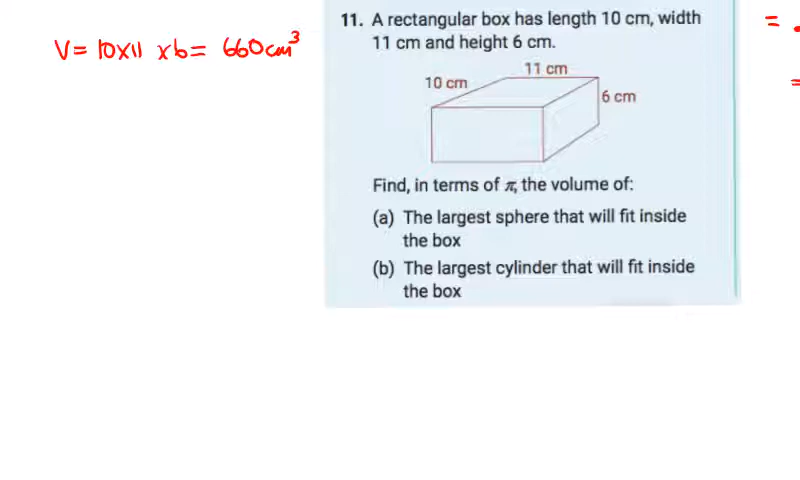 V = 10x11 x6 = 660cm³
11. A rectangular box has length 10 cm, width
11 cm and height 6 cm.
11 cm
10 cm
6 cm
Find, in terms of π, the volume of:
(a) The largest sphere that will fit inside
the box
(b) The largest cylinder that will fit inside
the box
=
=